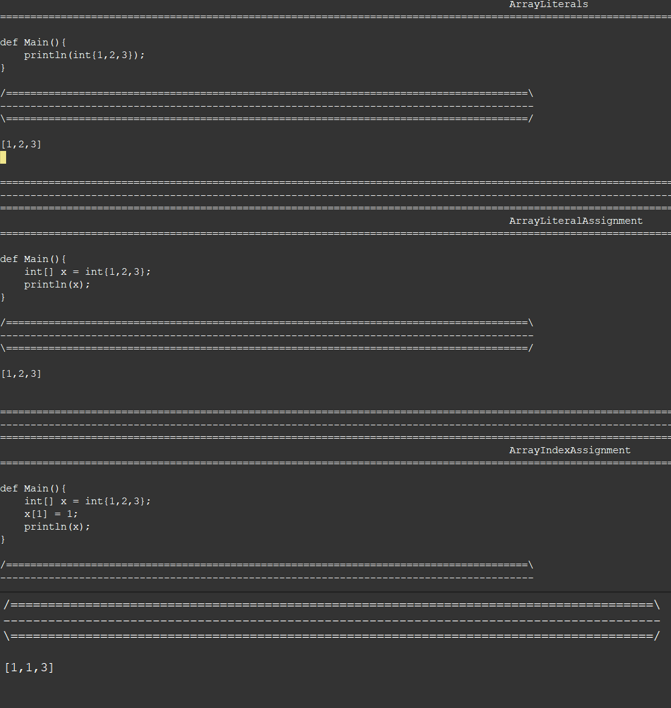 ArrayLiterals
================================================================================================================
def Main(){
    println(int{1,2,3});
}
/======================================================================================\
----------------------------------------------------------------------------------------
\======================================================================================/
[1,2,3]
================================================================================================================
----------------------------------------------------------------------------------------------------------------
================================================================================================================
ArrayLiteralAssignment
================================================================================================================
def Main(){
    int[] x = int{1,2,3};
    println(x);
}
/======================================================================================\
----------------------------------------------------------------------------------------
\======================================================================================/
[1,2,3]
================================================================================================================
----------------------------------------------------------------------------------------------------------------
================================================================================================================
ArrayIndexAssignment
================================================================================================================
def Main(){
    int[] x = int{1,2,3};
    x[1] = 1;
    println(x);
}
/======================================================================================\
----------------------------------------------------------------------------------------
/======================================================================================\
----------------------------------------------------------------------------------------
\======================================================================================/
[1,1,3]